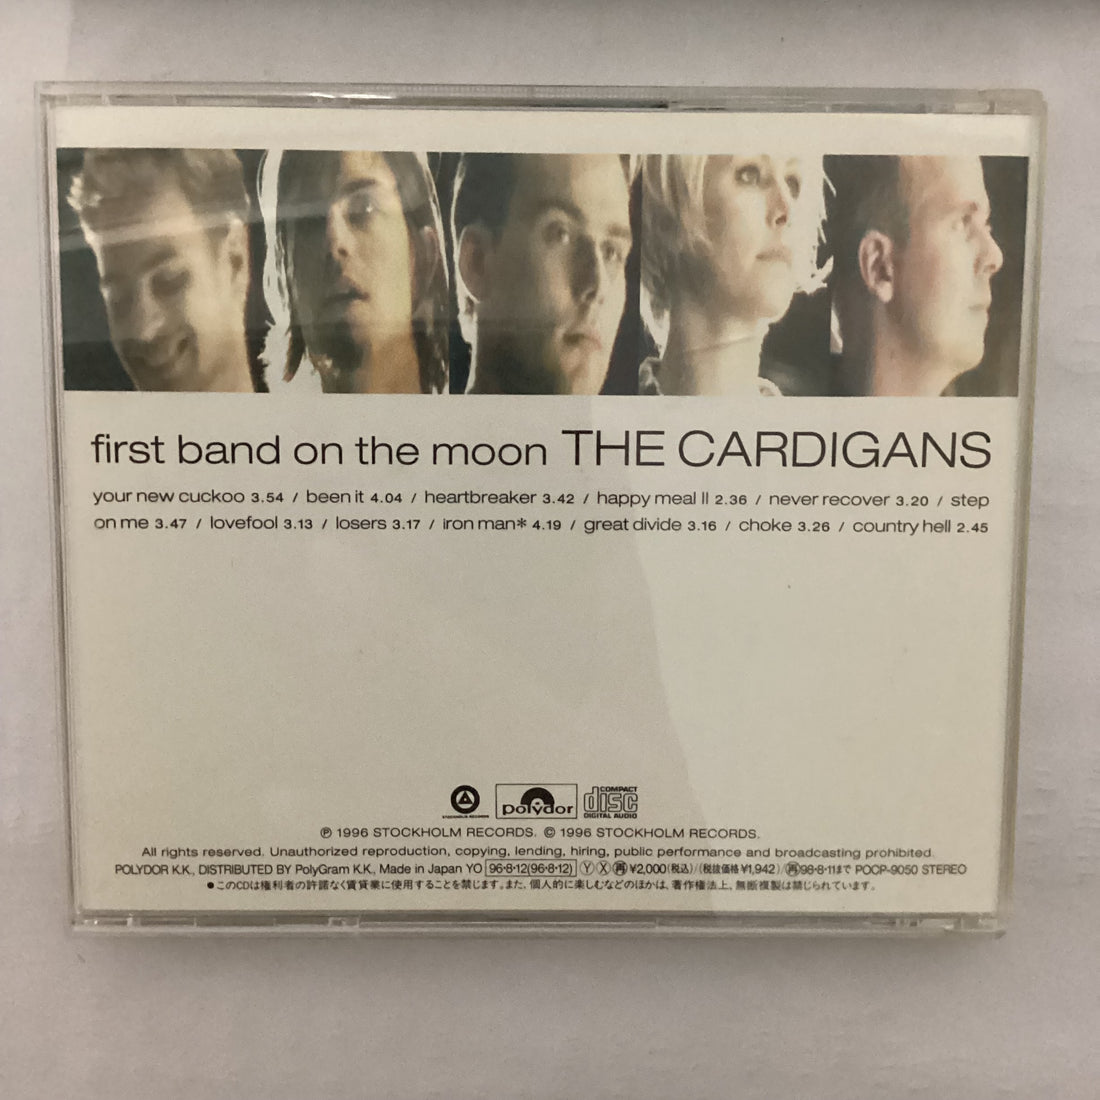 first band on the moon THE CARDIGANS
your new cuckoo 3.54 / been it 4.04 / heartbreaker 3.42 / happy meal II 2.36 / never recover 3.20 / step
on me 3.47 / lovefool 3.13 / losers 3.17 / iron man* 4.19 / great divide 3.16 / choke 3.26 / country hell 2.45
STOCKHOLM RECORDS
polydor
COMPACT
disc
DIGITAL AUDIO
℗ 1996 STOCKHOLM RECORDS. © 1996 STOCKHOLM RECORDS.
All rights reserved. Unauthorized reproduction, copying, lending, hiring, public performance and broadcasting prohibited.
POLYDOR K.K., DISTRIBUTED BY PolyGram K.K., Made in Japan YO 96·8·12(96·8·12) Ⓨ Ⓧ 再 ¥2,000(税込)/(税抜価格¥1,942) 再98·8·11まで POCP-9050 STEREO
●このCDは権利者の許諾なく賃貸業に使用することを禁じます。また、個人的に楽しむなどのほかは、著作権法上、無断複製は禁じられています。